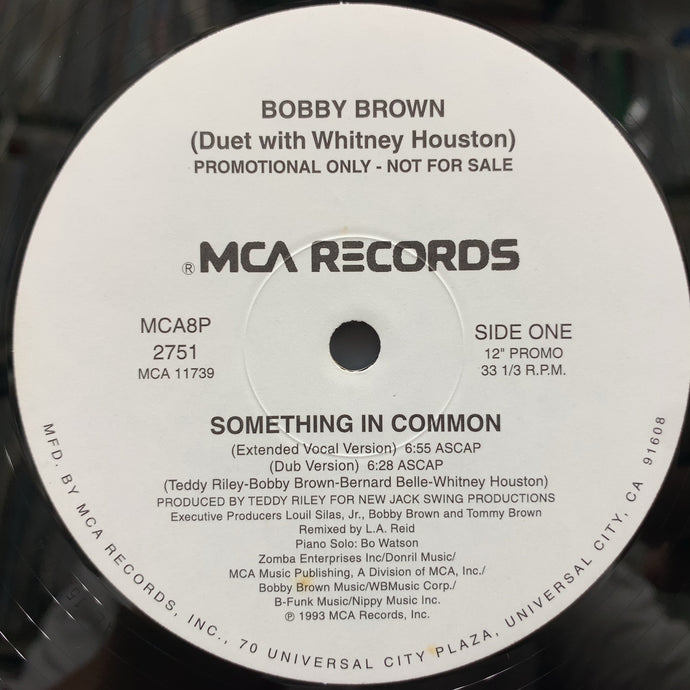 BOBBY BROWN
(Duet with Whitney Houston)
PROMOTIONAL ONLY - NOT FOR SALE
® MCA RECORDS
MCA8P
2751
MCA 11739
SIDE ONE
12" PROMO
33 1/3 R.P.M.
SOMETHING IN COMMON
(Extended Vocal Version) 6:55 ASCAP
(Dub Version) 6:28 ASCAP
(Teddy Riley-Bobby Brown-Bernard Belle-Whitney Houston)
PRODUCED BY TEDDY RILEY FOR NEW JACK SWING PRODUCTIONS
Executive Producers Louil Silas, Jr., Bobby Brown and Tommy Brown
Remixed by L.A. Reid
Piano Solo: Bo Watson
Zomba Enterprises Inc/Donril Music/
MCA Music Publishing, A Division of MCA, Inc./
Bobby Brown Music/WBMusic Corp./
B-Funk Music/Nippy Music Inc.
℗ 1993 MCA Records, Inc.
MFD. BY MCA RECORDS, INC., 70 UNIVERSAL CITY PLAZA, UNIVERSAL CITY, CA 91608